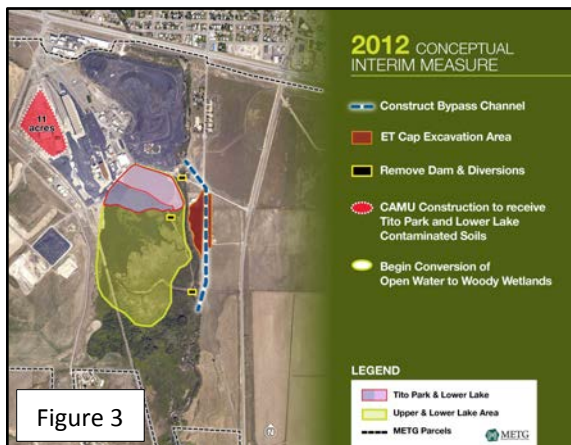 2012 CONCEPTUAL
INTERIM MEASURE
Construct Bypass Channel
ET Cap Excavation Area
Remove Dam & Diversions
CAMU Construction to receive
Tito Park and Lower Lake
Contaminated Soils
Begin Conversion of
Open Water to Woody Wetlands
LEGEND
Tito Park & Lower Lake
Upper & Lower Lake Area
METG Parcels
METG
11
acres
N
Figure 3